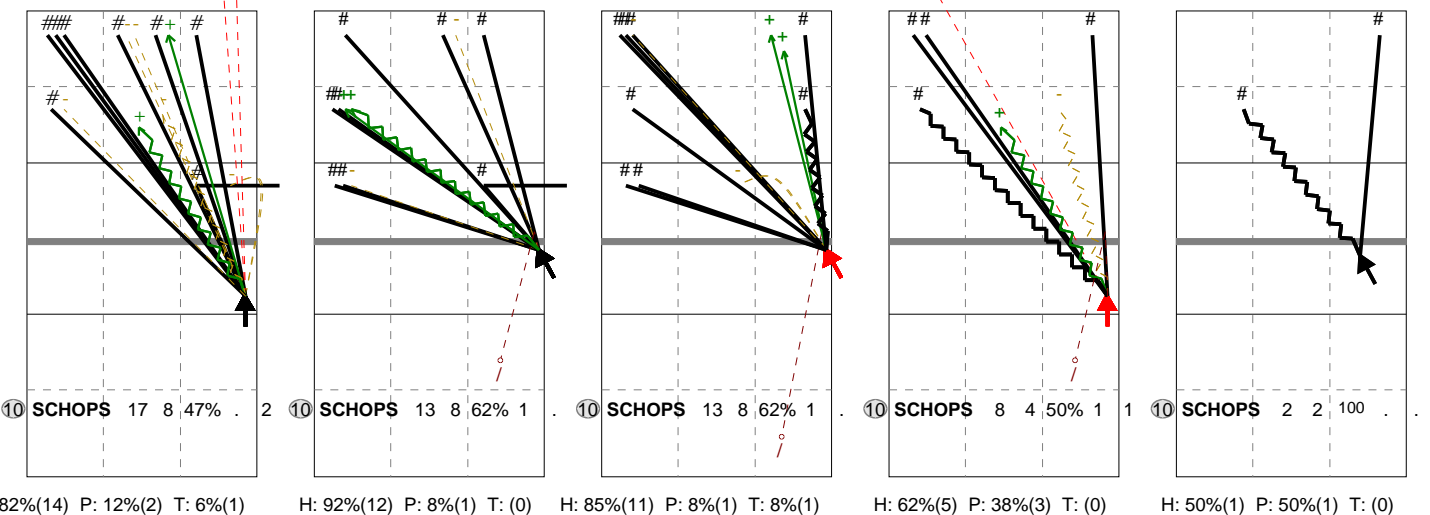 ### #-- #+ # # #- # ## + #
# - # # ## - -
#- + ##++ # # + - #
# ##- # ## -
10 SCHOPS 17 8 47% . 2 10 SCHOPS 13 8 62% 1 . 10 SCHOPS 13 8 62% 1 . 10 SCHOPS 8 4 50% 1 1 10 SCHOPS 2 2 100 . .
82%(14) P: 12%(2) T: 6%(1) H: 92%(12) P: 8%(1) T: (0) H: 85%(11) P: 8%(1) T: 8%(1) H: 62%(5) P: 38%(3) T: (0) H: 50%(1) P: 50%(1) T: (0)